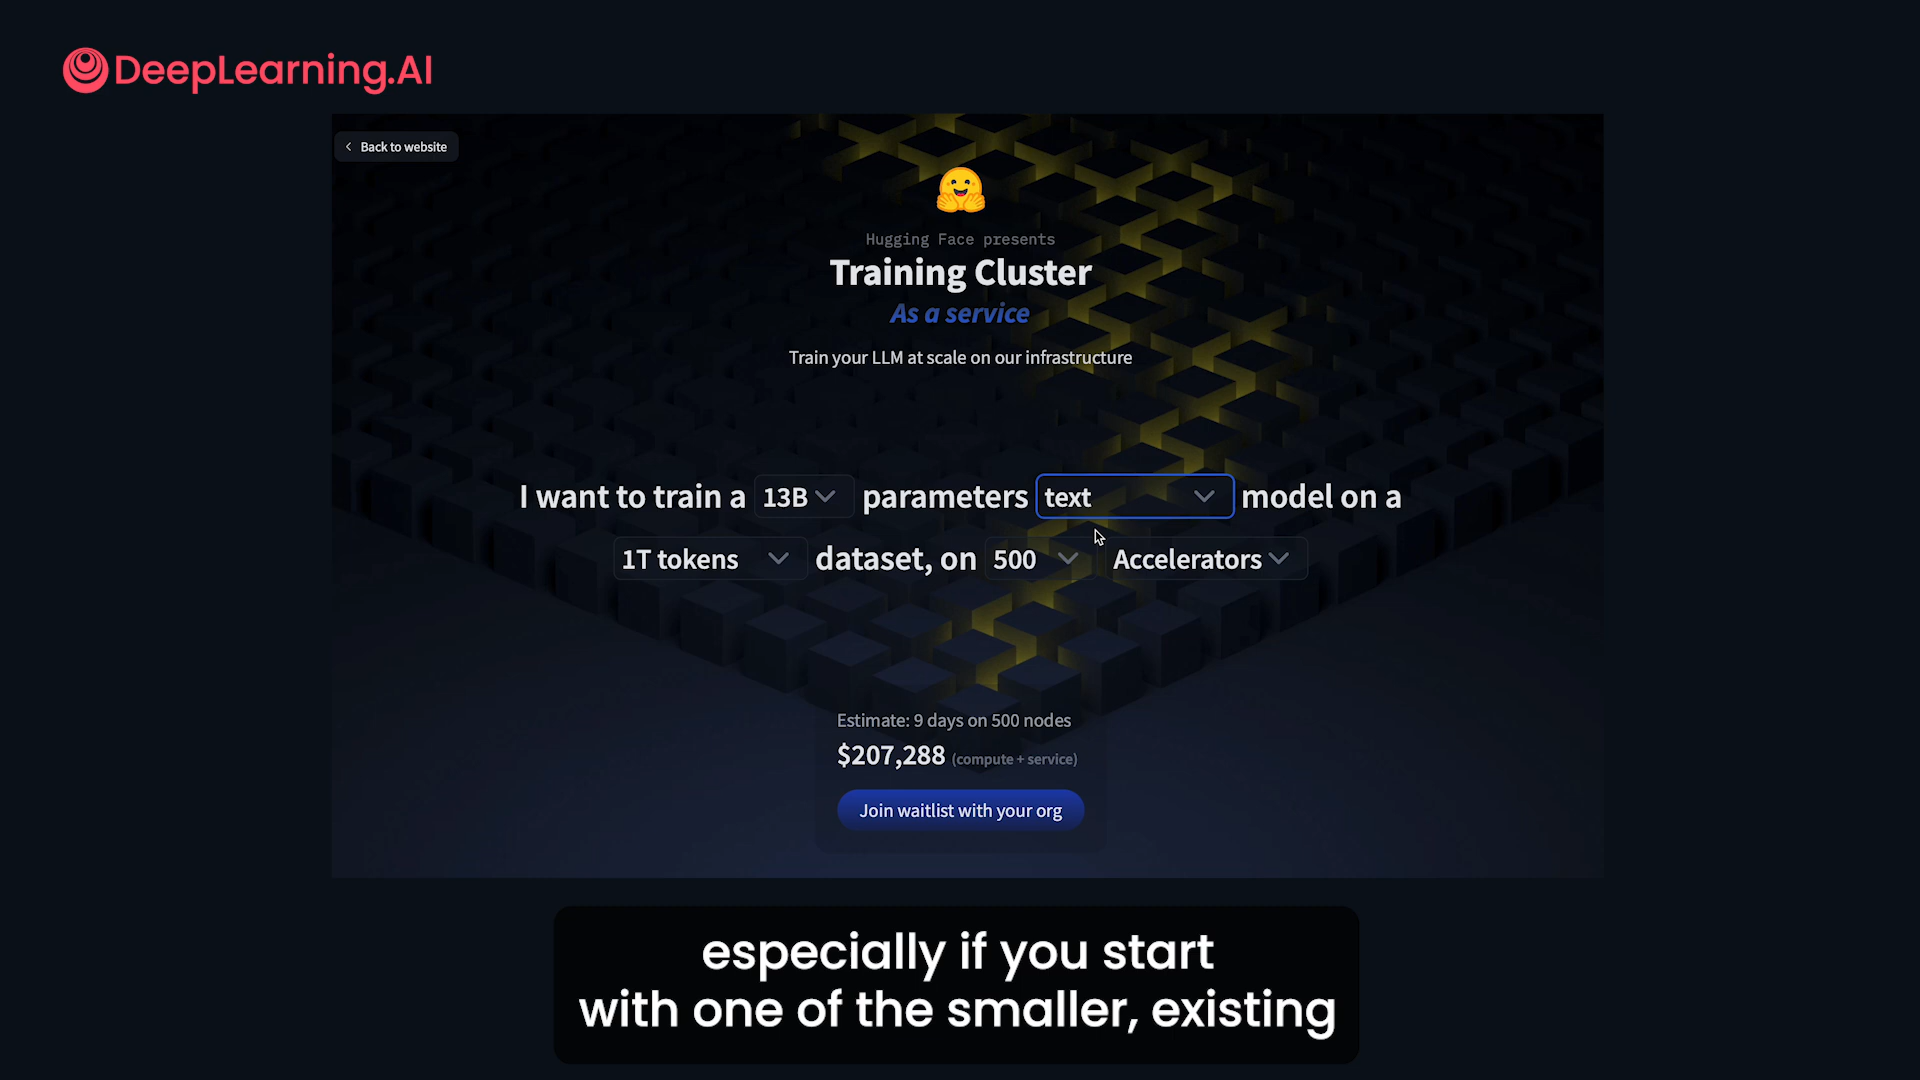 DeepLearning.AI
Back to website
Hugging Face presents
Training Cluster
As a service
Train your LLM at scale on our infrastructure
I want to train a 13B parameters text model on a
1T tokens dataset, on 500 Accelerators
Estimate: 9 days on 500 nodes
$207,288 (compute + service)
Join waitlist with your org
especially if you start
with one of the smaller, existing